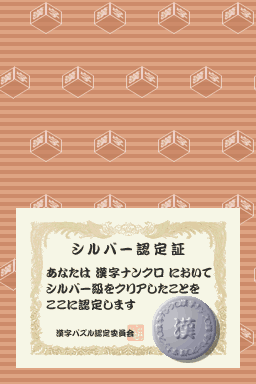 シルバー認定証
あなたは 漢字ナンクロ において
シルバー級をクリアしたことを
ここに認定します
漢字パズル認定委員会
漢